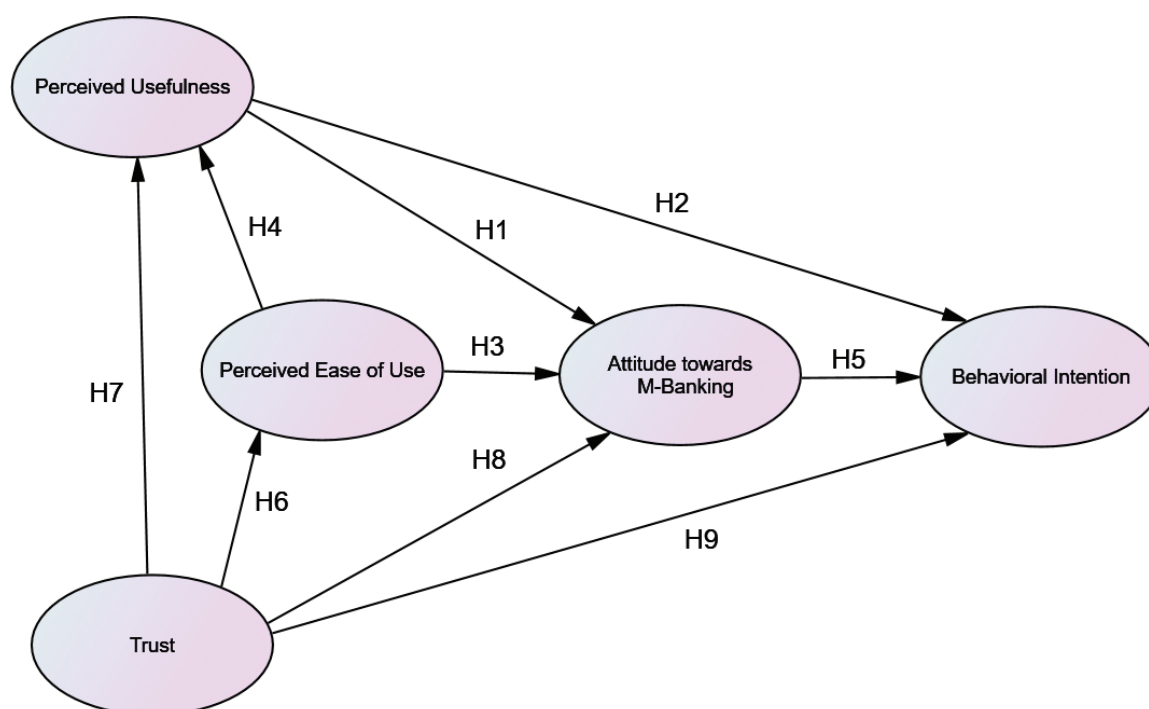 Perceived Usefulness
H2
H4
H1
H3
Perceived Ease of Use
Attitude towards
M-Banking
H5
Behavioral Intention
H7
H8
H6
H9
Trust